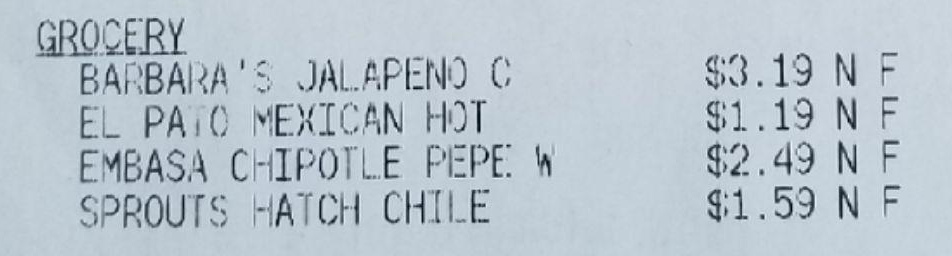 GROCERY
BARBARA'S JALAPENO C $3.19 N F
EL PATO MEXICAN HOT $1.19 N F
EMBASA CHIPOTLE PEPE W $2.49 N F
SPROUTS HATCH CHILE $1.59 N F